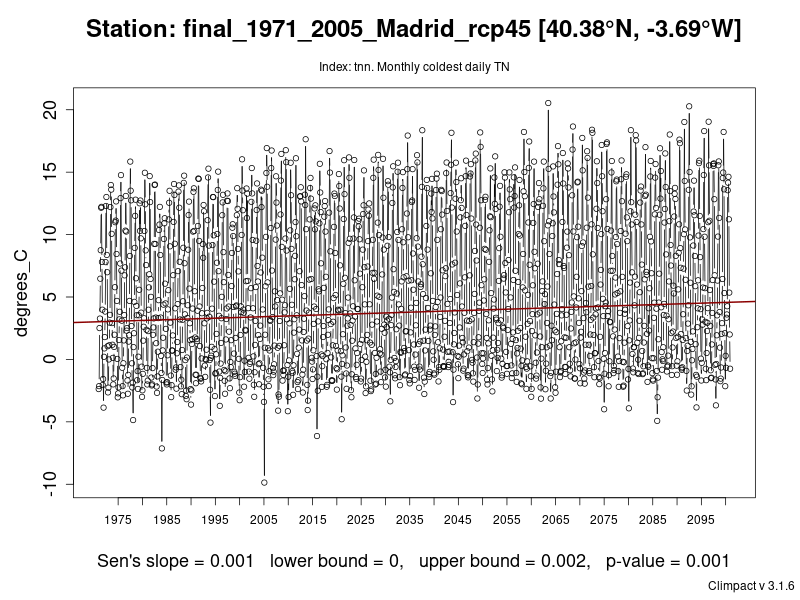 Station: final_1971_2005_Madrid_rcp45 [40.38°N, -3.69°W]
Index: tnn. Monthly coldest daily TN
degrees_C
20
15
10
5
0
-5
-10
1975 1985 1995 2005 2015 2025 2035 2045 2055 2065 2075 2085 2095
Sen's slope = 0.001 lower bound = 0, upper bound = 0.002, p-value = 0.001
Climpact v 3.1.6